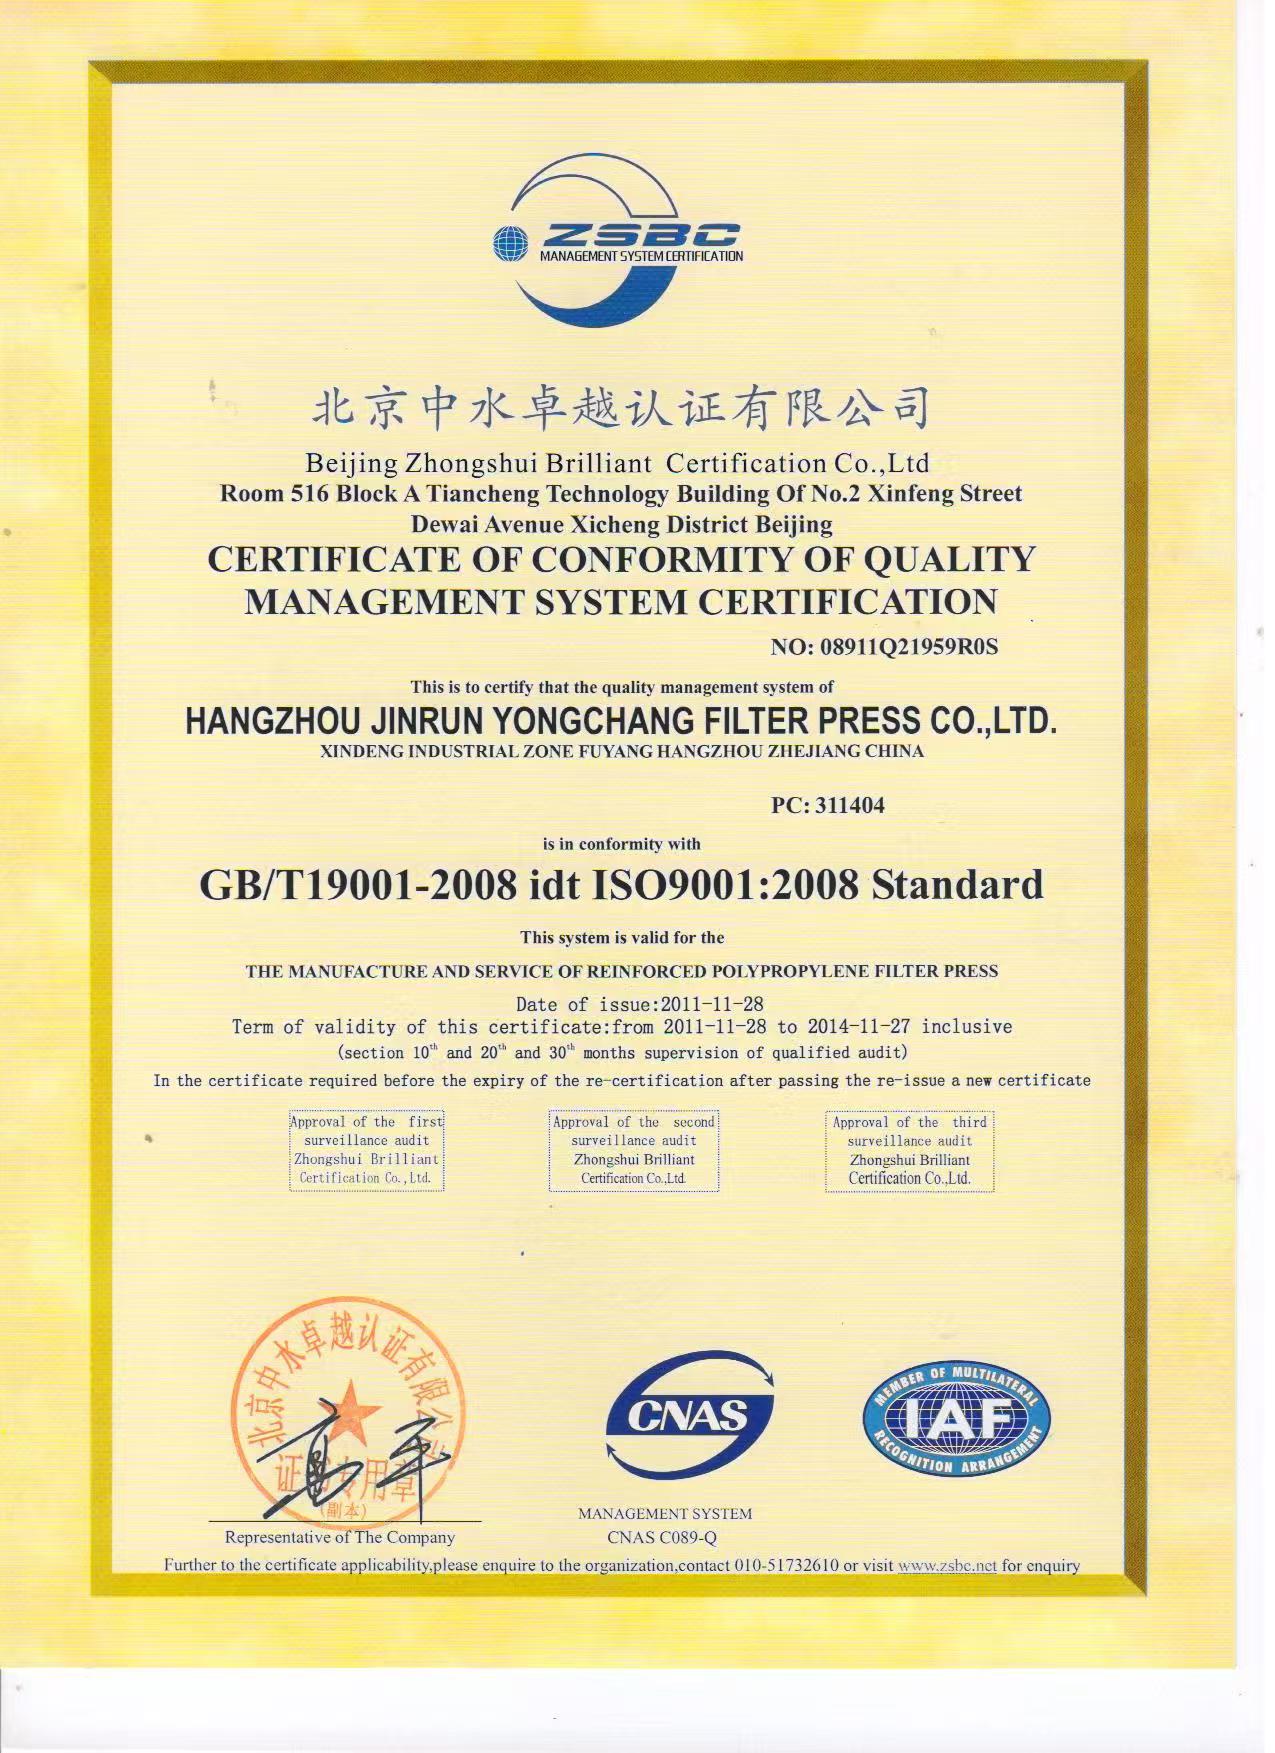 ZSBC
MANAGEMENT SYSTEM CERTIFICATION
北京中水卓越认证有限公司
Beijing Zhongshui Brilliant Certification Co.,Ltd
Room 516 Block A Tiancheng Technology Building Of No.2 Xinfeng Street
Dewai Avenue Xicheng District Beijing
CERTIFICATE OF CONFORMITY OF QUALITY
MANAGEMENT SYSTEM CERTIFICATION
NO: 08911Q21959R0S
This is to certify that the quality management system of
HANGZHOU JINRUN YONGCHANG FILTER PRESS CO.,LTD.
XINDENG INDUSTRIAL ZONE FUYANG HANGZHOU ZHEJIANG CHINA
PC: 311404
is in conformity with
GB/T19001-2008 idt ISO9001:2008 Standard
This system is valid for the
THE MANUFACTURE AND SERVICE OF REINFORCED POLYPROPYLENE FILTER PRESS
Date of issue:2011-11-28
Term of validity of this certificate:from 2011-11-28 to 2014-11-27 inclusive
(section 10th and 20th and 30th months supervision of qualified audit)
In the certificate required before the expiry of the re-certification after passing the re-issue a new certificate
Approval of the first
surveillance audit
Zhongshui Brilliant
Certification Co.,Ltd.
Approval of the second
surveillance audit
Zhongshui Brilliant
Certification Co.,Ltd.
Approval of the third
surveillance audit
Zhongshui Brilliant
Certification Co.,Ltd.
北京中水卓越认证有限公司
证书专用章
(副本)
CNAS
MEMBER OF MULTILATERAL
IAF
RECOGNITION ARRANGEMENT
MANAGEMENT SYSTEM
CNAS C089-Q
Representative of The Company
Further to the certificate applicability,please enquire to the organization,contact 010-51732610 or visit www.zsbc.net for enquiry